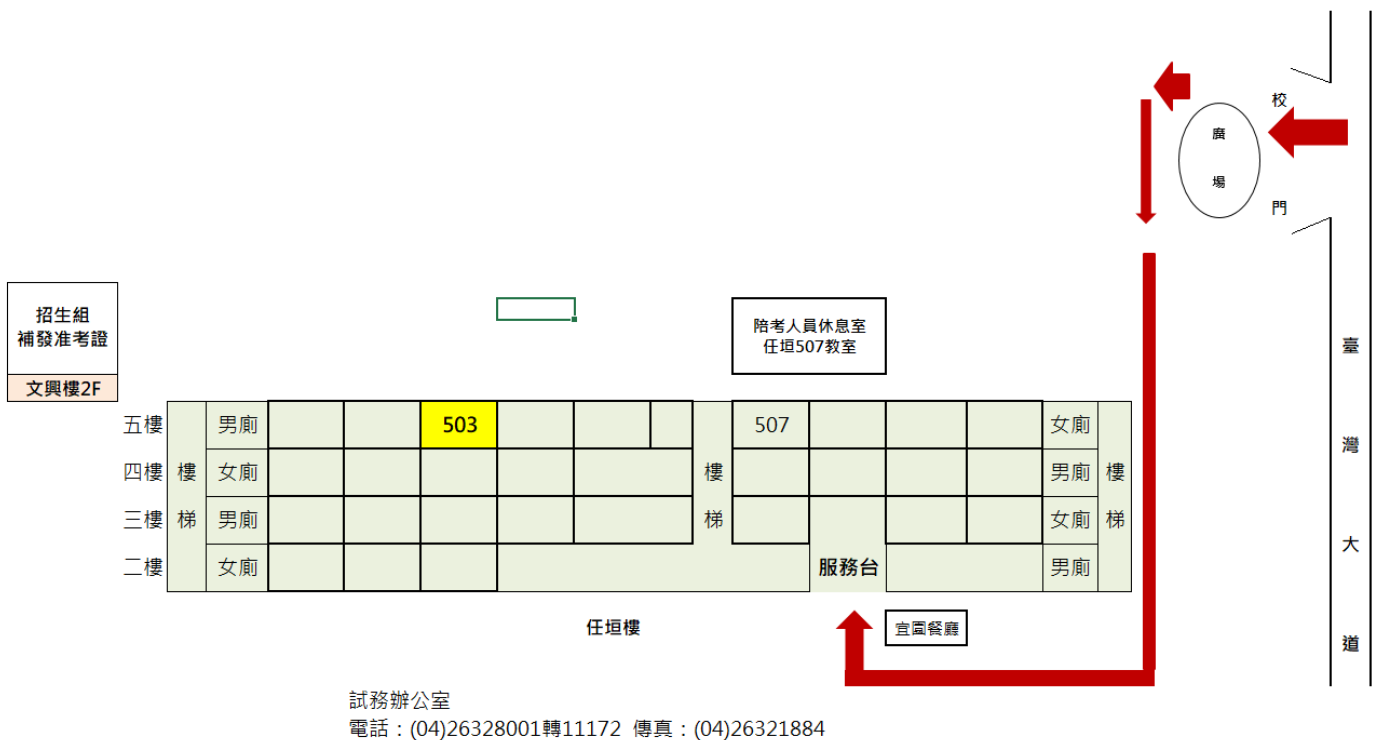 校
廣
場
門
招生組
補發准考證
文興樓2F
陪考人員休息室
任垣507教室
臺
灣
大
道
五樓 男廁 503 507 女廁
四樓 樓 女廁 樓 男廁 樓
三樓 梯 男廁 梯 女廁 梯
二樓 女廁 服務台 男廁
任垣樓
宜園餐廳
試務辦公室
電話：(04)26328001轉11172 傳真：(04)26321884